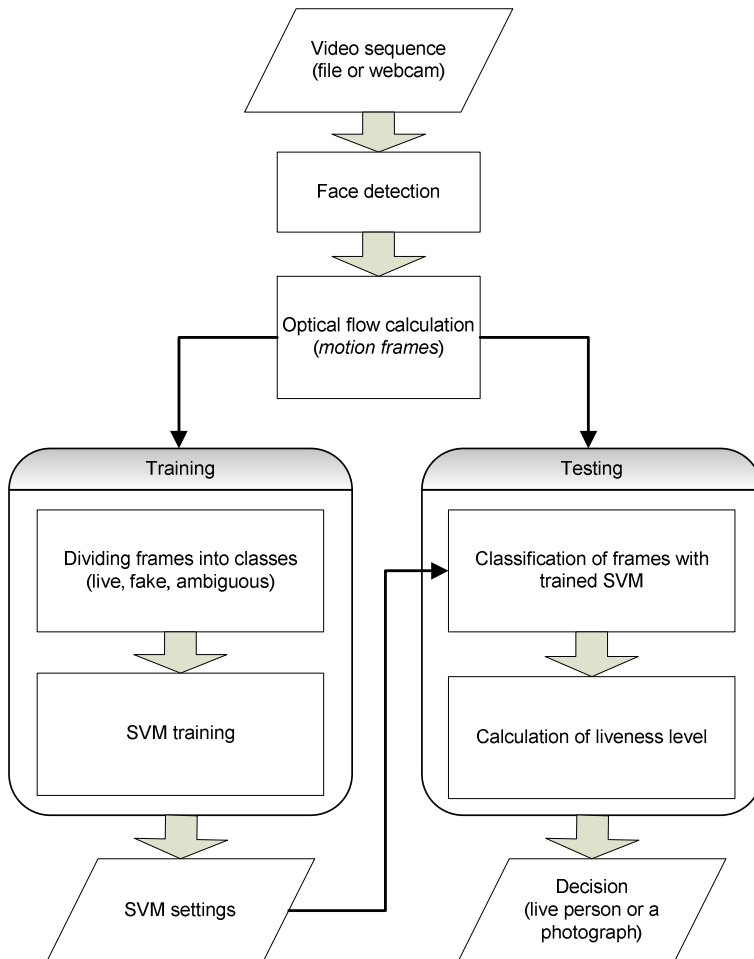 Video sequence
(file or webcam)
Face detection
Optical flow calculation
(motion frames)
Training
Dividing frames into classes
(live, fake, ambiguous)
SVM training
SVM settings
Testing
Classification of frames with
trained SVM
Calculation of liveness level
Decision
(live person or a
photograph)